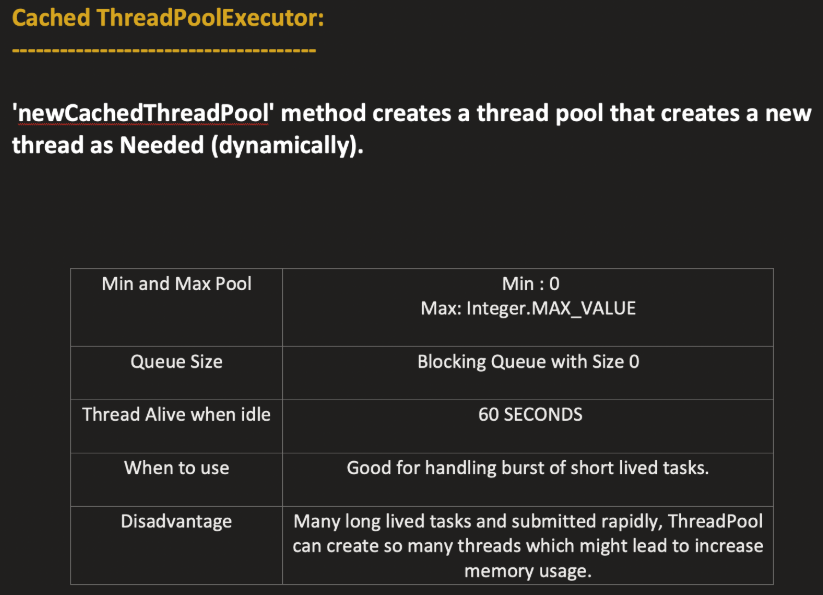 Cached ThreadPoolExecutor:
--------------------------------------
'newCachedThreadPool' method creates a thread pool that creates a new
thread as Needed (dynamically).
Min and Max Pool
Min : 0
Max: Integer.MAX_VALUE
Queue Size
Blocking Queue with Size 0
Thread Alive when idle
60 SECONDS
When to use
Good for handling burst of short lived tasks.
Disadvantage
Many long lived tasks and submitted rapidly, ThreadPool
can create so many threads which might lead to increase
memory usage.